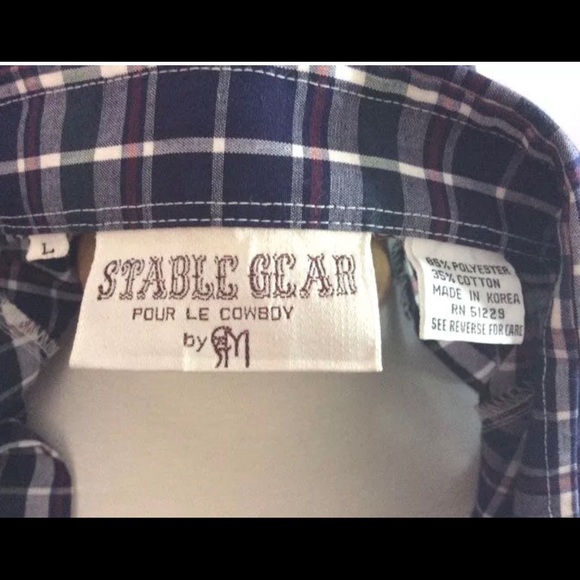 L
STABLE GEAR
POUR LE COWBOY
by
65% POLYESTER
35% COTTON
MADE IN KOREA
RN 51229
SEE REVERSE FOR CARE